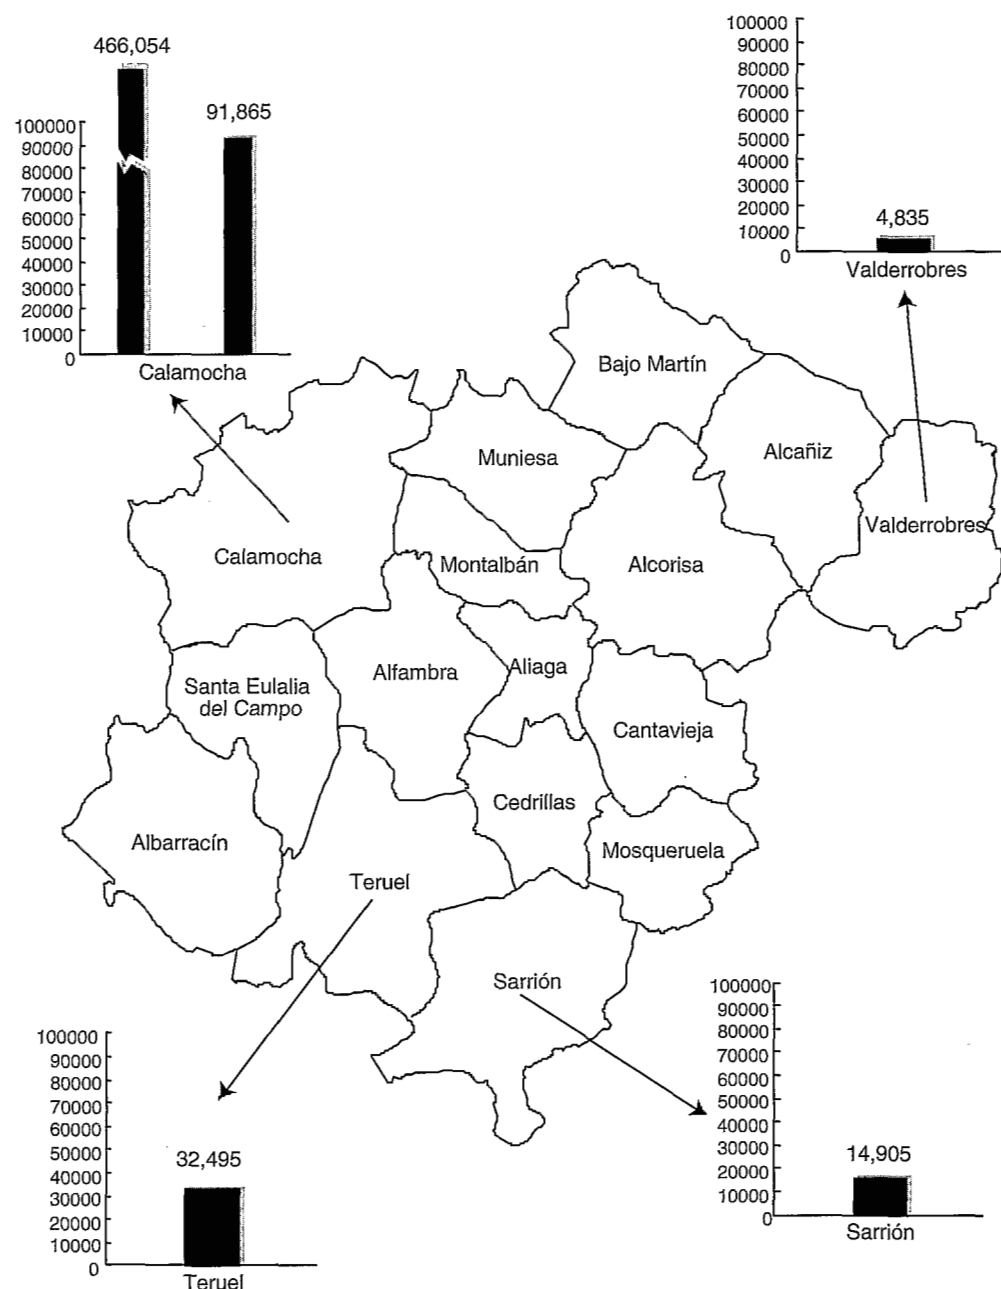 466,054
91,865
100000
90000
80000
70000
60000
50000
40000
30000
20000
10000
0
Calamocha
100000
90000
80000
70000
60000
50000
40000
30000
20000
10000
0
4,835
Valderrobres
Bajo Martín
Alcañiz
Muniesa
Valderrobres
Calamocha
Montalbán
Alcorisa
Alfambra
Aliaga
Santa Eulalia
del Campo
Cantavieja
Cedrillas
Albarracín
Mosqueruela
Teruel
Sarrión
100000
90000
80000
70000
60000
50000
40000
30000
20000
10000
0
32,495
Teruel
100000
90000
80000
70000
60000
50000
40000
30000
20000
10000
0
14,905
Sarrión